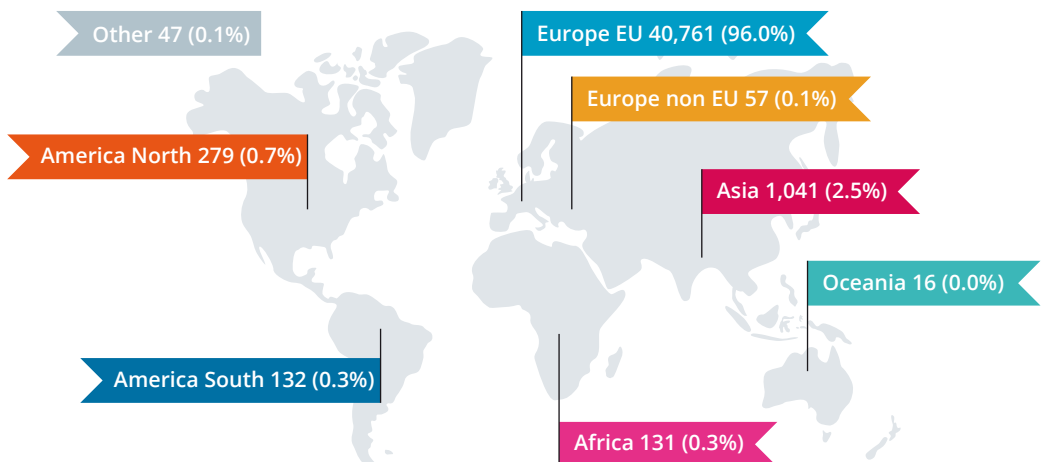 Other 47 (0.1%)
Europe EU 40,761 (96.0%)
Europe non EU 57 (0.1%)
America North 279 (0.7%)
Asia 1,041 (2.5%)
Oceania 16 (0.0%)
America South 132 (0.3%)
Africa 131 (0.3%)